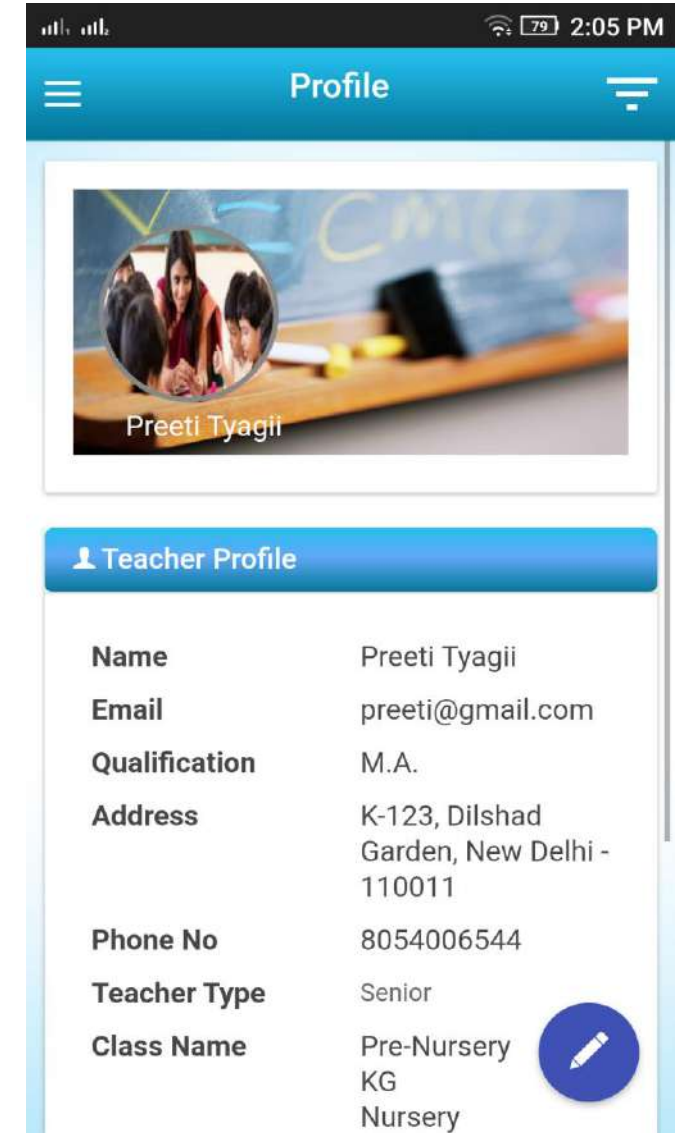 79 2:05 PM
Profile
Preeti Tyagii
Teacher Profile
Name Preeti Tyagii
Email preeti@gmail.com
Qualification M.A.
Address K-123, Dilshad
Garden, New Delhi -
110011
Phone No 8054006544
Teacher Type Senior
Class Name Pre-Nursery
KG
Nursery